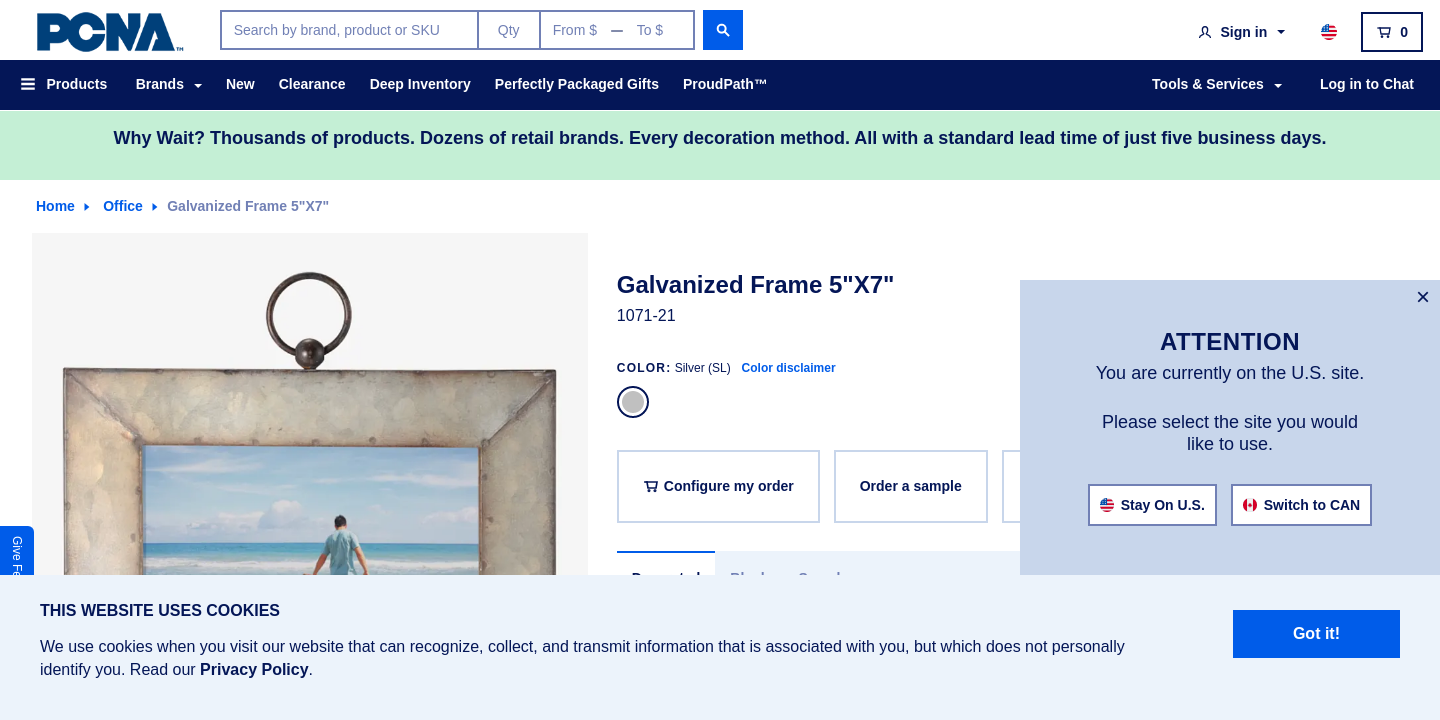 PCNA™
Search by brand, product or SKU
Qty
From $ — To $
Sign in
0
Products
Brands
New
Clearance
Deep Inventory
Perfectly Packaged Gifts
ProudPath™
Tools & Services
Log in to Chat
Why Wait? Thousands of products. Dozens of retail brands. Every decoration method. All with a standard lead time of just five business days.
Home
Office
Galvanized Frame 5"X7"
Galvanized Frame 5"X7"
1071-21
COLOR: Silver (SL) Color disclaimer
Configure my order
Order a sample
ATTENTION
You are currently on the U.S. site.
Please select the site you would
like to use.
Stay On U.S.
Switch to CAN
Give
THIS WEBSITE USES COOKIES
We use cookies when you visit our website that can recognize, collect, and transmit information that is associated with you, but which does not personally
identify you. Read our Privacy Policy.
Got it!